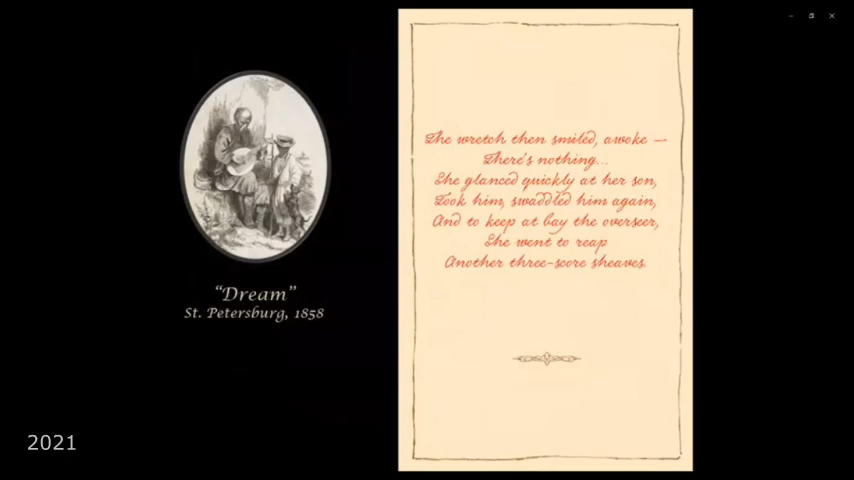 “Dream”
St. Petersburg, 1858
2021
The wretch then smiled, awoke —
There's nothing...
She glanced quickly at her son,
Took him, swaddled him again,
And to keep at bay the overseer,
She went to reap
Another three-score sheaves.